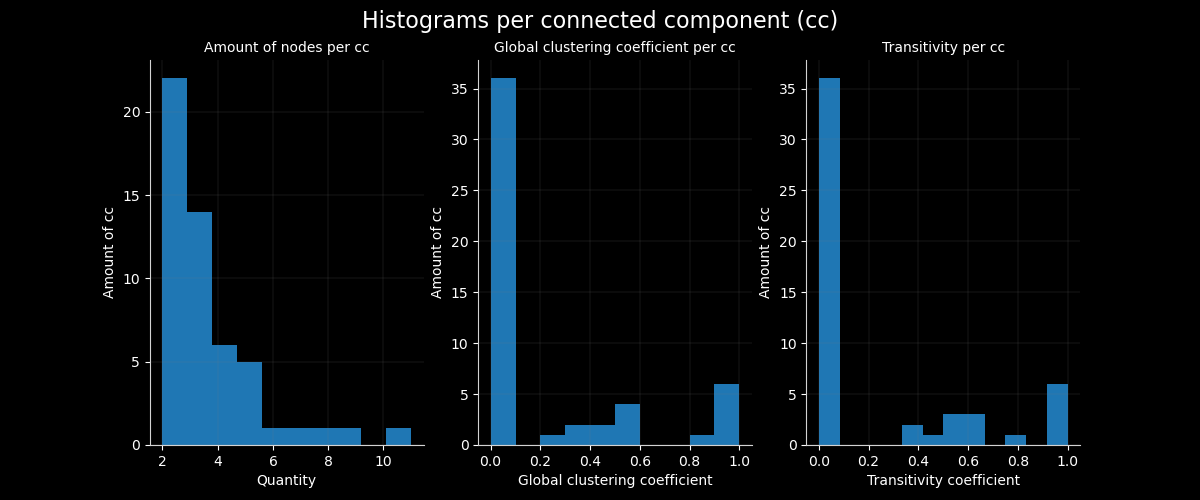 Histograms per connected component (cc)
Amount of nodes per cc
Global clustering coefficient per cc
Transitivity per cc
Amount of cc
20
15
10
5
0
2 4 6 8 10
Quantity
Amount of cc
35
30
25
20
15
10
5
0
0.0 0.2 0.4 0.6 0.8 1.0
Global clustering coefficient
Amount of cc
35
30
25
20
15
10
5
0
0.0 0.2 0.4 0.6 0.8 1.0
Transitivity coefficient